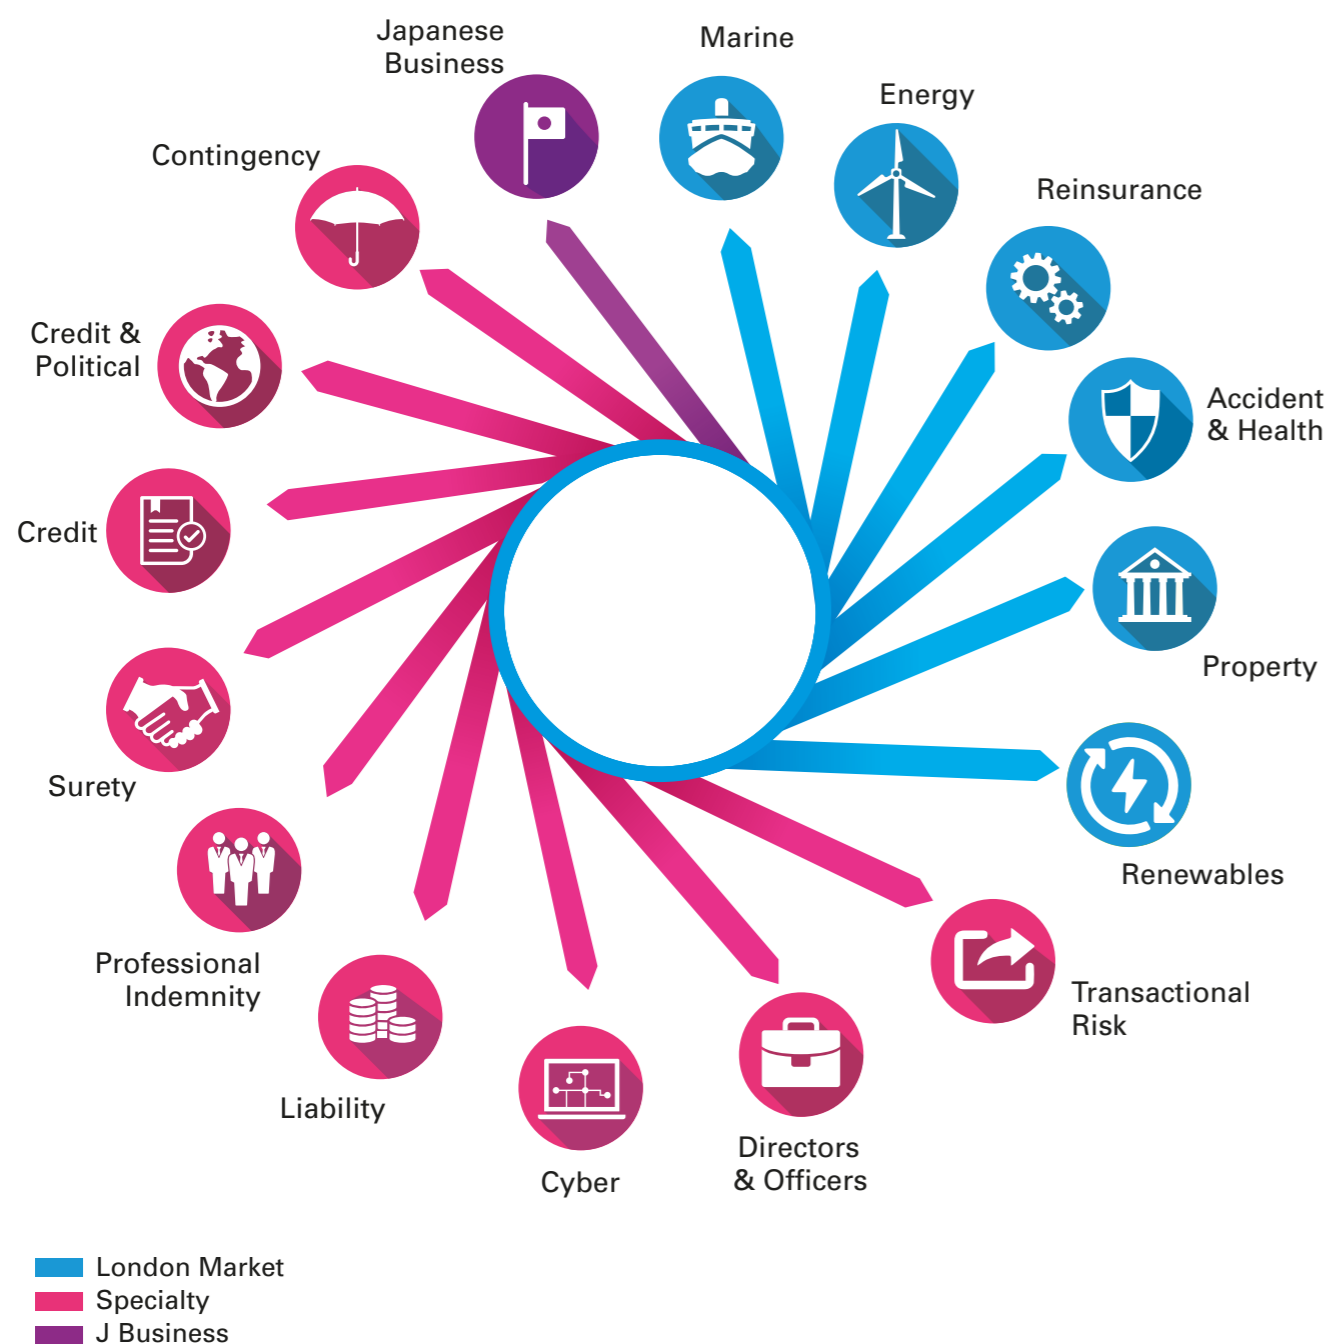 Japanese
Business
Marine
Energy
Reinsurance
Accident
& Health
Property
Renewables
Transactional
Risk
Directors
& Officers
Cyber
Liability
Professional
Indemnity
Surety
Credit
Credit &
Political
Contingency
London Market
Specialty
J Business